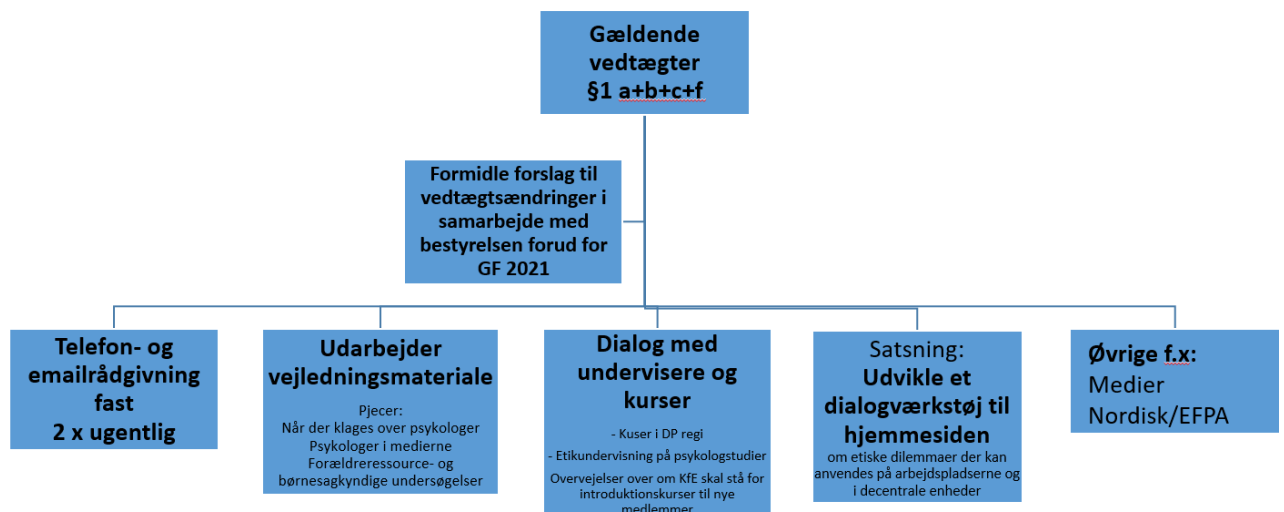 Gældende
vedtægter
§1 a+b+c+f
Formidle forslag til
vedtægtsændringer i
samarbejde med
bestyrelsen forud for
GF 2021
Telefon- og
emailrådgivning
fast
2 x ugentlig
Udarbejder
vejledningsmateriale
Pjecer:
Når der klages over psykologer
Psykologer i medierne
Forældreressource- og
børnesagkyndige undersøgelser
Dialog med
undervisere og
kurser
- Kuser i DP regi
- Etikundervisning på psykologstudier
Overvejelser over om KfE skal stå for
introduktionskurser til nye
medlemmer
Satsning:
Udvikle et
dialogværkstøj til
hjemmesiden
om etiske dilemmaer der kan
anvendes på arbejdspladserne og
i decentrale enheder
Øvrige f.x:
Medier
Nordisk/EFPA